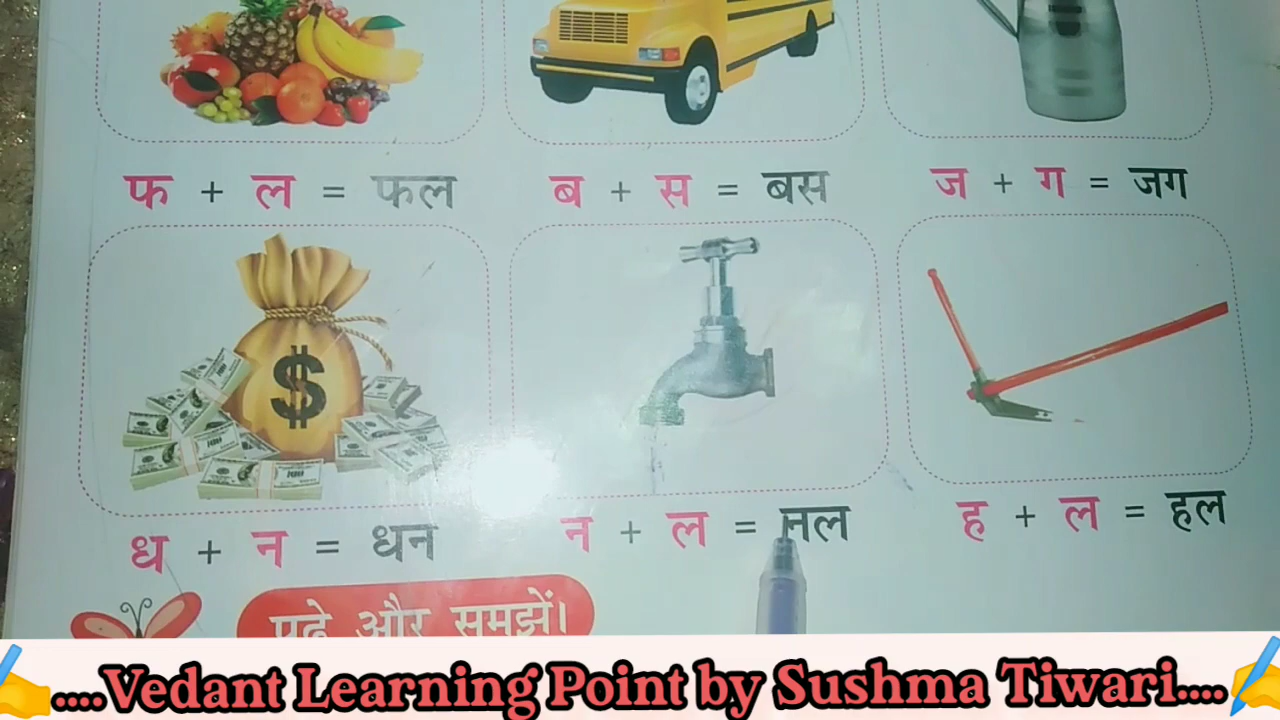 फ + ल = फल ब + स = बस ज + ग = जग
$
ध + न = धन न + ल = नल ह + ल = हल
पढ़े और समझें।
....Vedant Learning Point by Sushma Tiwari....